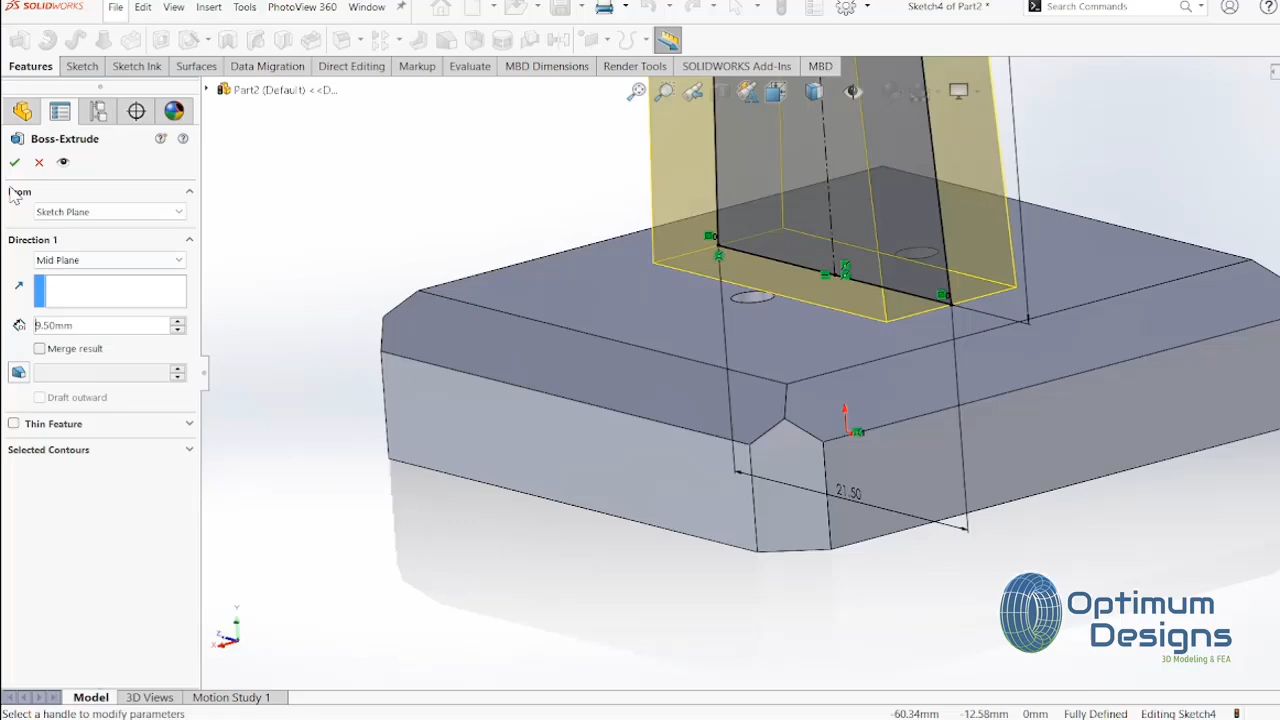 SOLIDWORKS File Edit View Insert Tools PhotoView 360 Window Sketch4 of Part2 * Search Commands
Features Sketch Sketch Ink Surfaces Data Migration Direct Editing Markup Evaluate MBD Dimensions Render Tools SOLIDWORKS Add-Ins MBD
Part2 (Default) <<D...
Boss-Extrude
Sketch Plane
Direction 1
Mid Plane
9.50mm
Merge result
Draft outward
Thin Feature
Selected Contours
21.50
Y
Z
X
Optimum
Designs
3D Modeling & FEA
Model 3D Views Motion Study 1
Select a handle to modify parameters -60.34mm -12.58mm 0mm Fully Defined Editing Sketch4